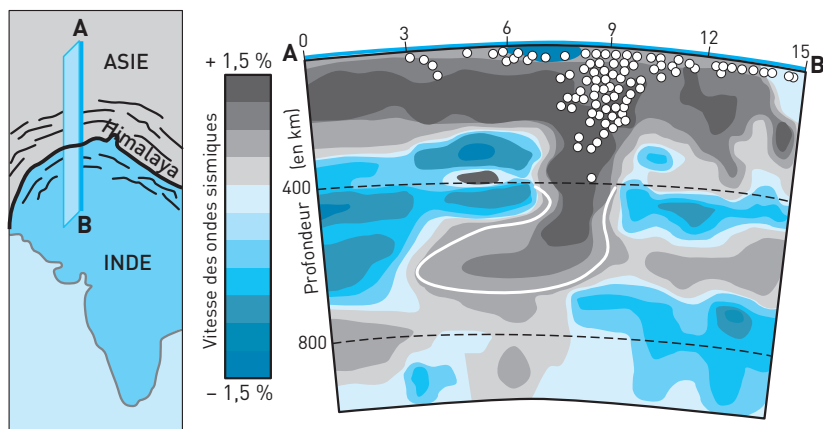 A
ASIE
Himalaya
B
INDE
+ 1,5 %
Vitesse des ondes sismiques
– 1,5 %
A
0
3
6
9
12
15
B
Profondeur (en km)
400
800